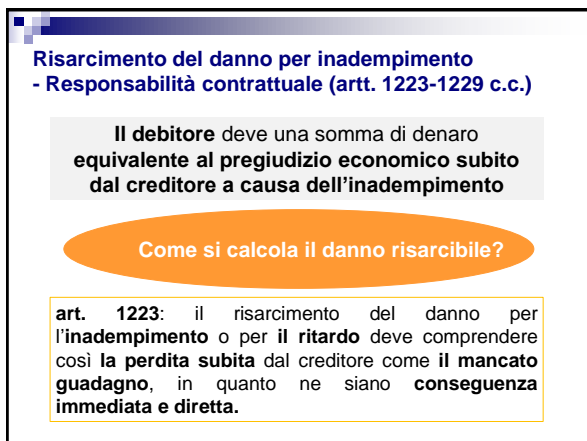 Risarcimento del danno per inadempimento
- Responsabilità contrattuale (artt. 1223-1229 c.c.)
Il debitore deve una somma di denaro
equivalente al pregiudizio economico subito
dal creditore a causa dell'inadempimento
Come si calcola il danno risarcibile?
art. 1223: il risarcimento del danno per
l'inadempimento o per il ritardo deve comprendere
così la perdita subita dal creditore come il mancato
guadagno, in quanto ne siano conseguenza
immediata e diretta.